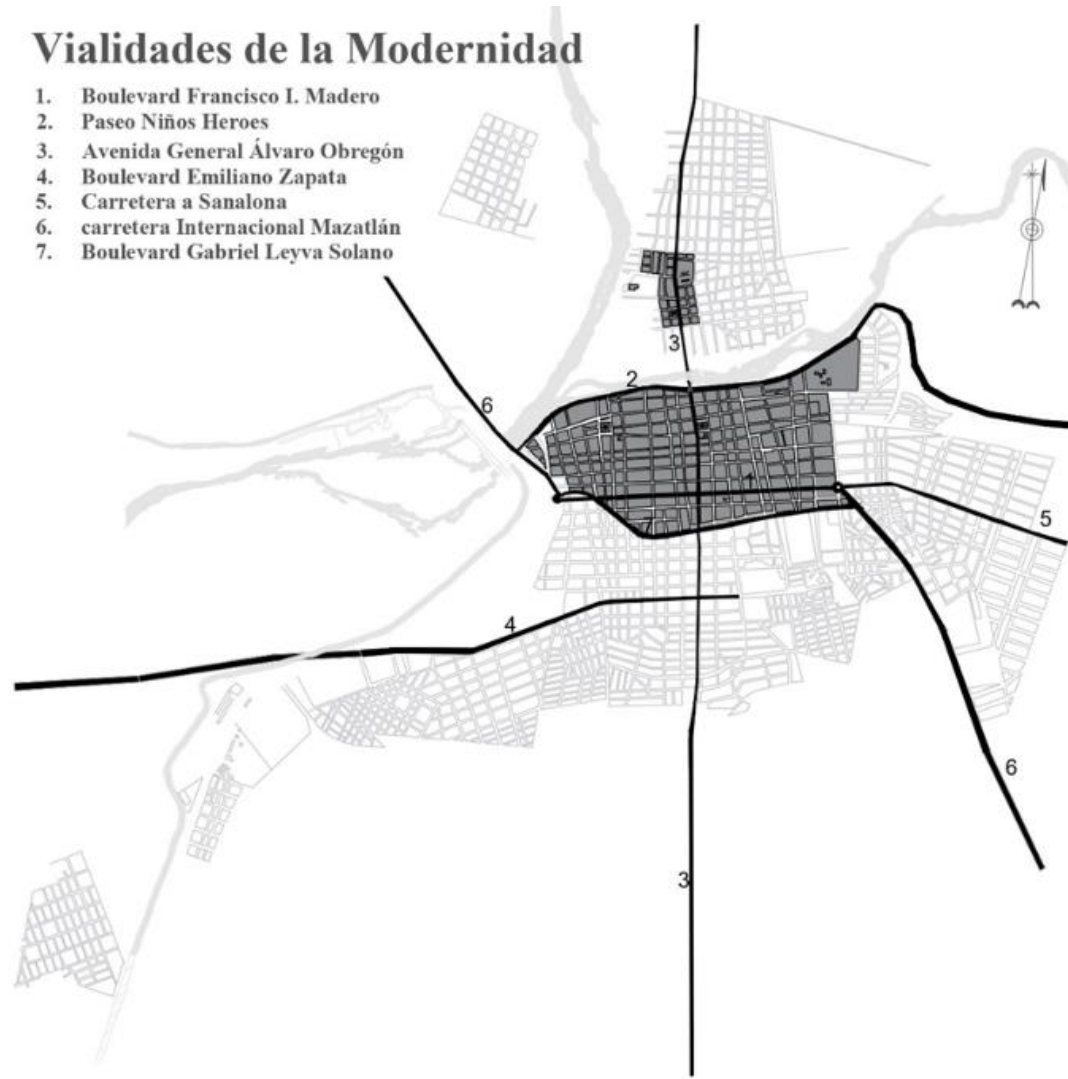 Vialidades de la Modernidad
1. Boulevard Francisco I. Madero
2. Paseo Niños Heroes
3. Avenida General Álvaro Obregón
4. Boulevard Emiliano Zapata
5. Carretera a Sanalona
6. carretera Internacional Mazatlán
7. Boulevard Gabriel Leyva Solano
3
2
6
1
5
7
4
6
3